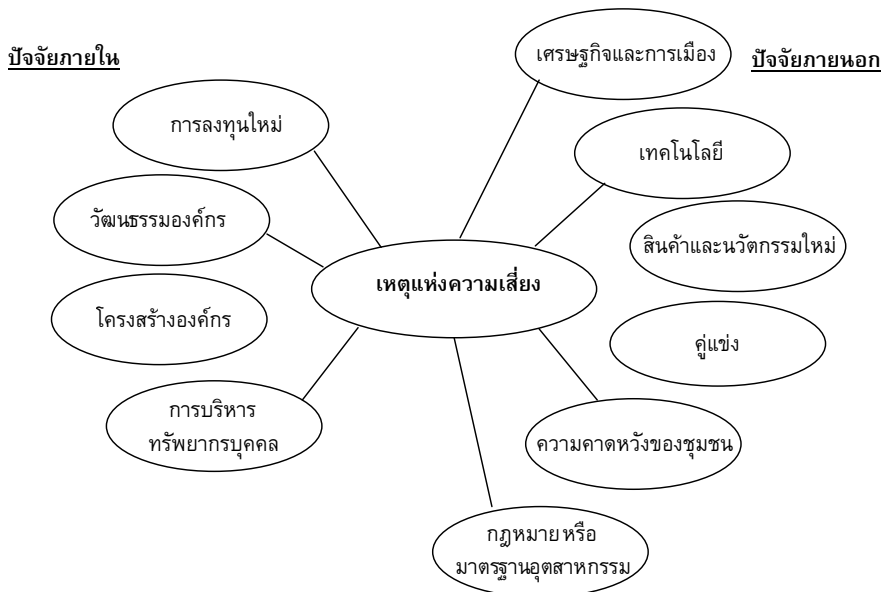 ปัจจัยภายใน
ปัจจัยภายนอก
เศรษฐกิจและการเมือง
การลงทุนใหม่
เทคโนโลยี
วัฒนธรรมองค์กร
สินค้าและนวัตกรรมใหม่
เหตุแห่งความเสี่ยง
โครงสร้างองค์กร
คู่แข่ง
การบริหาร
ทรัพยากรบุคคล
ความคาดหวังของชุมชน
กฎหมายหรือ
มาตรฐานอุตสาหกรรม